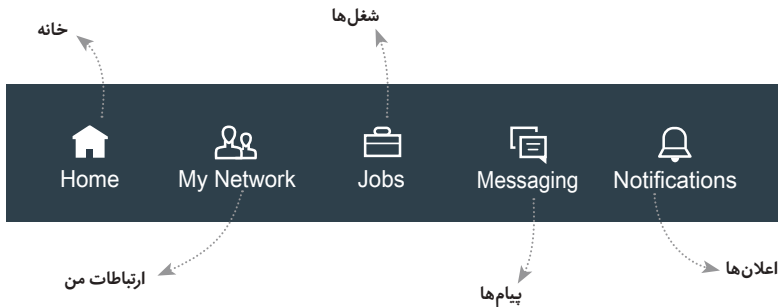 شغل‌ها
خانه
Home
My Network
Jobs
Messaging
Notifications
اعلان‌ها
ارتباطات من
پیام‌ها